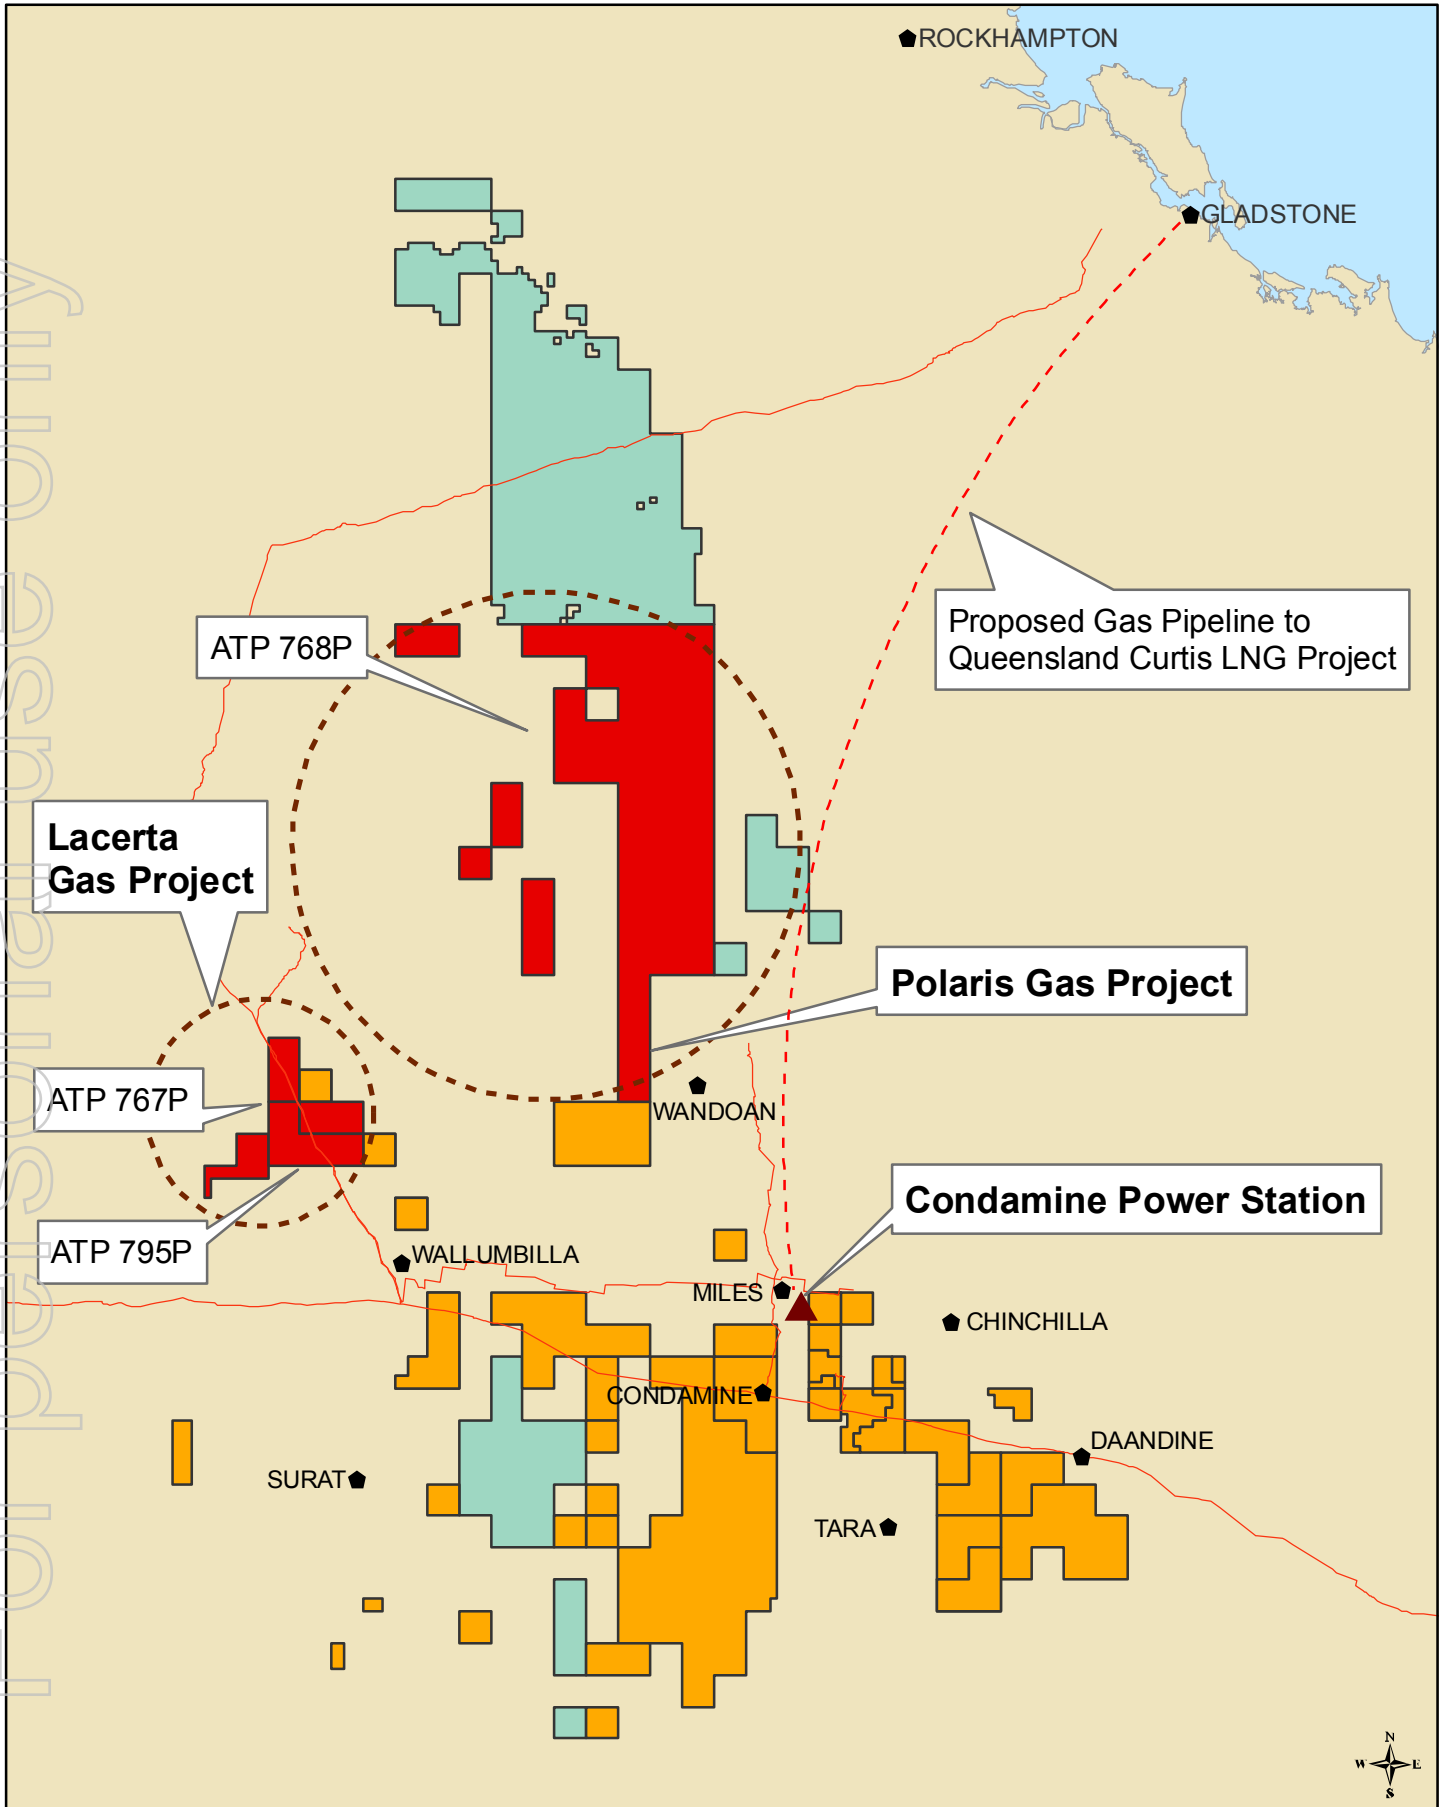 ROCKHAMPTON
GLADSTONE
Proposed Gas Pipeline to
Queensland Curtis LNG Project
ATP 768P
Lacerta
Gas Project
Polaris Gas Project
ATP 767P
WANDOAN
Condamine Power Station
ATP 795P
WALLUMBILLA
MILES
CHINCHILLA
CONDAMINE
DAANDINE
SURAT
TARA
N
W E
S
For personal use only